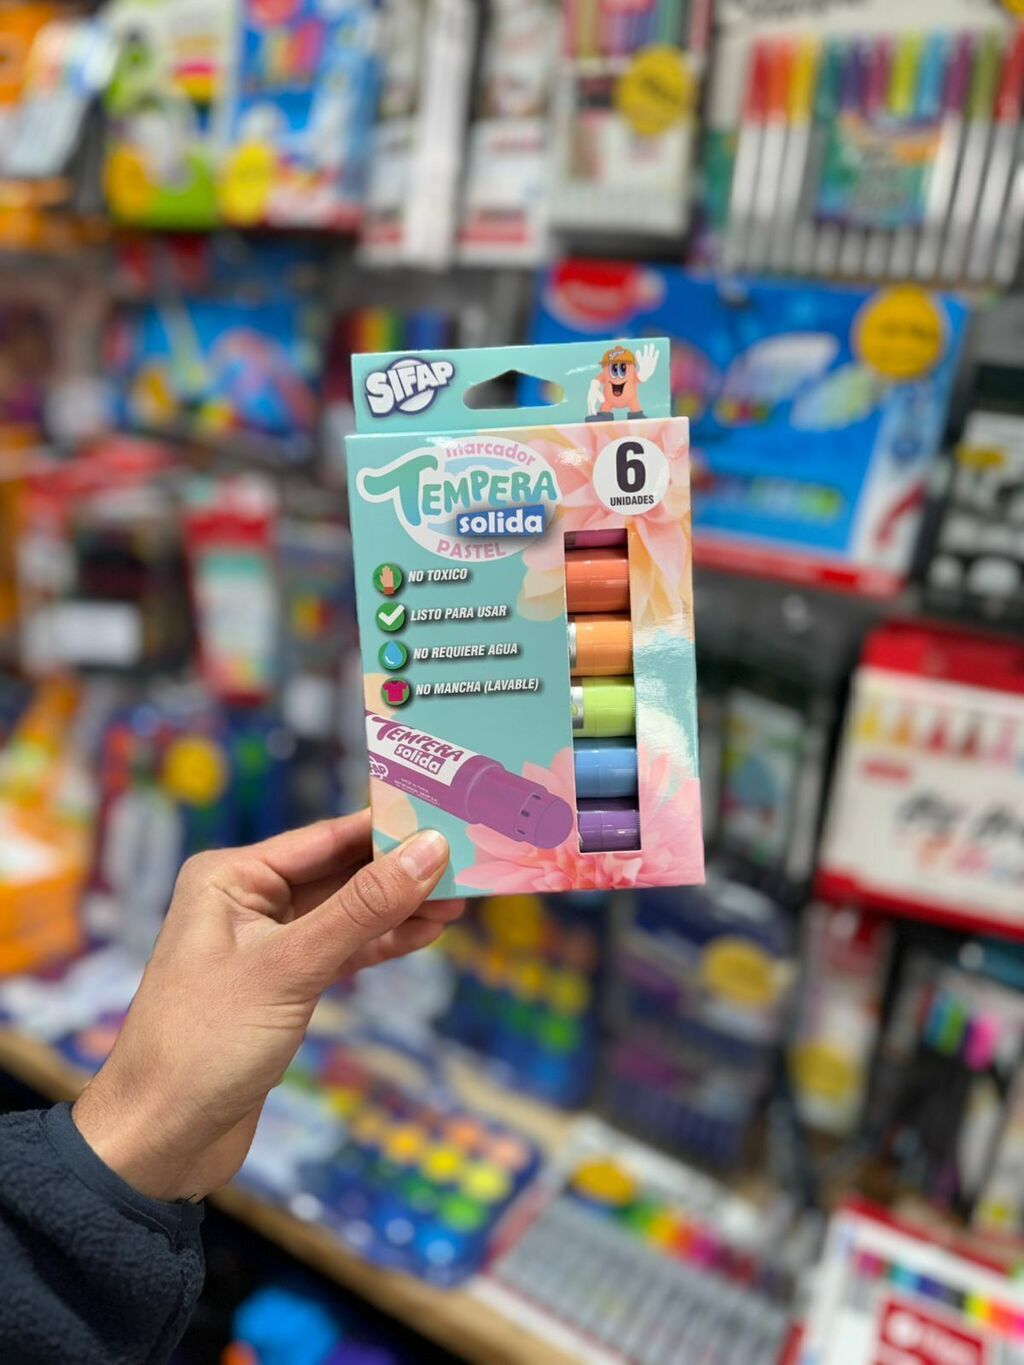 SIFAP
marcador
TEMPERA
solida
PASTEL
6
UNIDADES
NO TOXICO
LISTO PARA USAR
NO REQUIERE AGUA
NO MANCHA (LAVABLE)
TEMPERA
solida